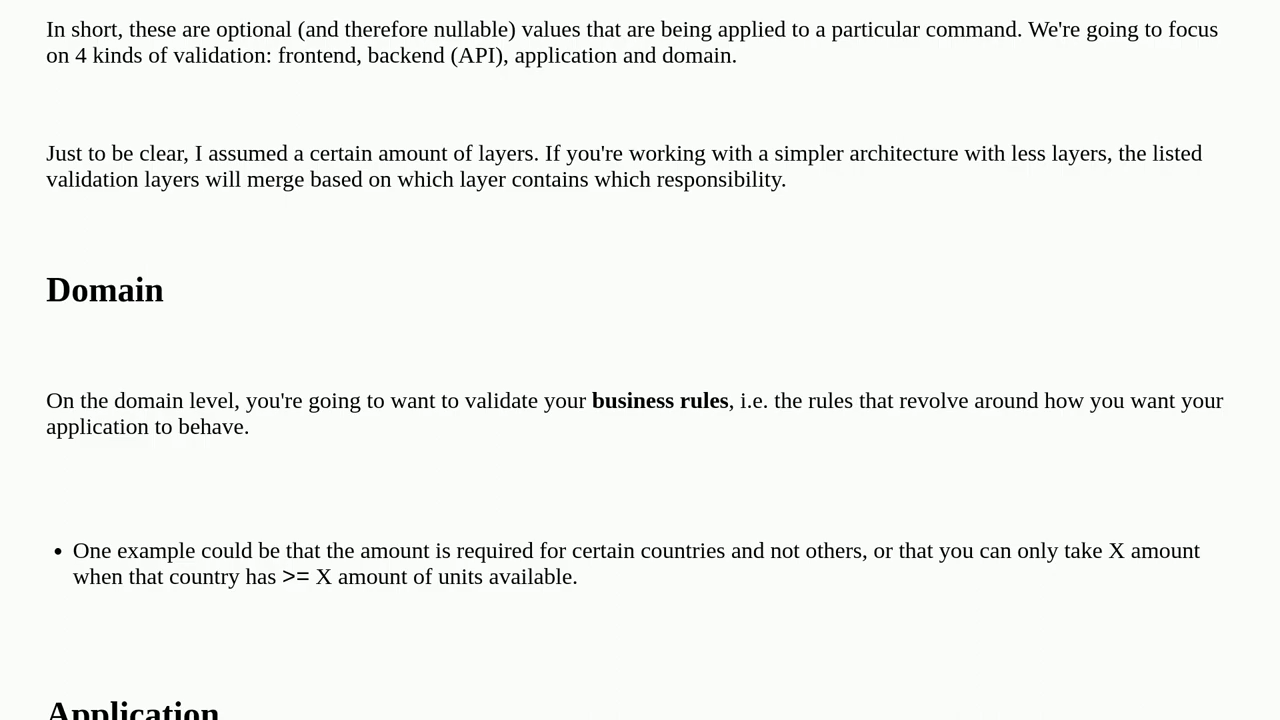 In short, these are optional (and therefore nullable) values that are being applied to a particular command. We're going to focus
on 4 kinds of validation: frontend, backend (API), application and domain.
Just to be clear, I assumed a certain amount of layers. If you're working with a simpler architecture with less layers, the listed
validation layers will merge based on which layer contains which responsibility.
Domain
On the domain level, you're going to want to validate your business rules, i.e. the rules that revolve around how you want your
application to behave.
• One example could be that the amount is required for certain countries and not others, or that you can only take X amount
when that country has >= X amount of units available.
Application